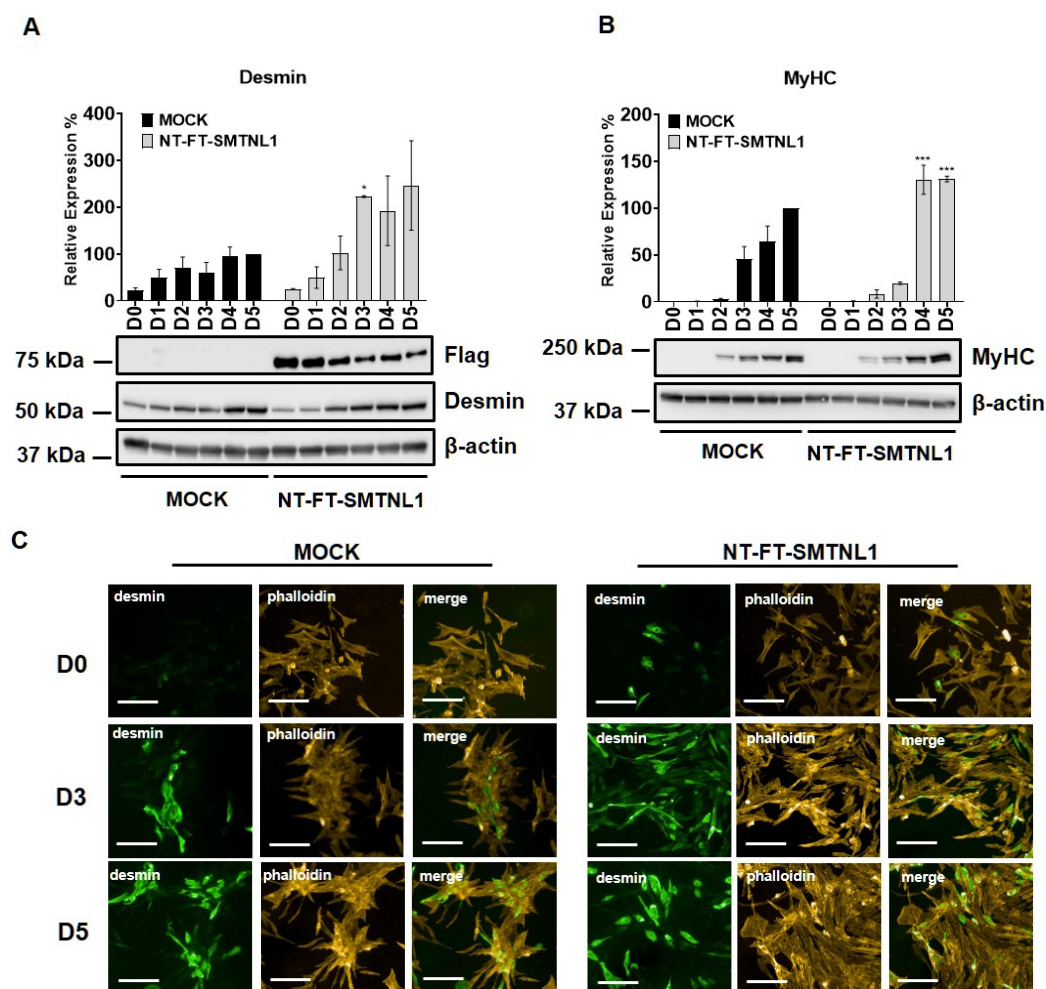 A
B
Desmin
MyHC
Relative Expression %
400
300
200
100
0
MOCK
NT-FT-SMTNL1
*
D0 D1 D2 D3 D4 D5 D0 D1 D2 D3 D4 D5
75 kDa
Flag
50 kDa
Desmin
37 kDa
β-actin
MOCK NT-FT-SMTNL1
Relative Expression %
200
150
100
50
0
MOCK
NT-FT-SMTNL1
*** ***
D0 D1 D2 D3 D4 D5 D0 D1 D2 D3 D4 D5
250 kDa
MyHC
37 kDa
β-actin
MOCK NT-FT-SMTNL1
C
MOCK NT-FT-SMTNL1
desmin phalloidin merge desmin phalloidin merge
D0
desmin phalloidin merge desmin phalloidin merge
D3
desmin phalloidin merge desmin phalloidin merge
D5